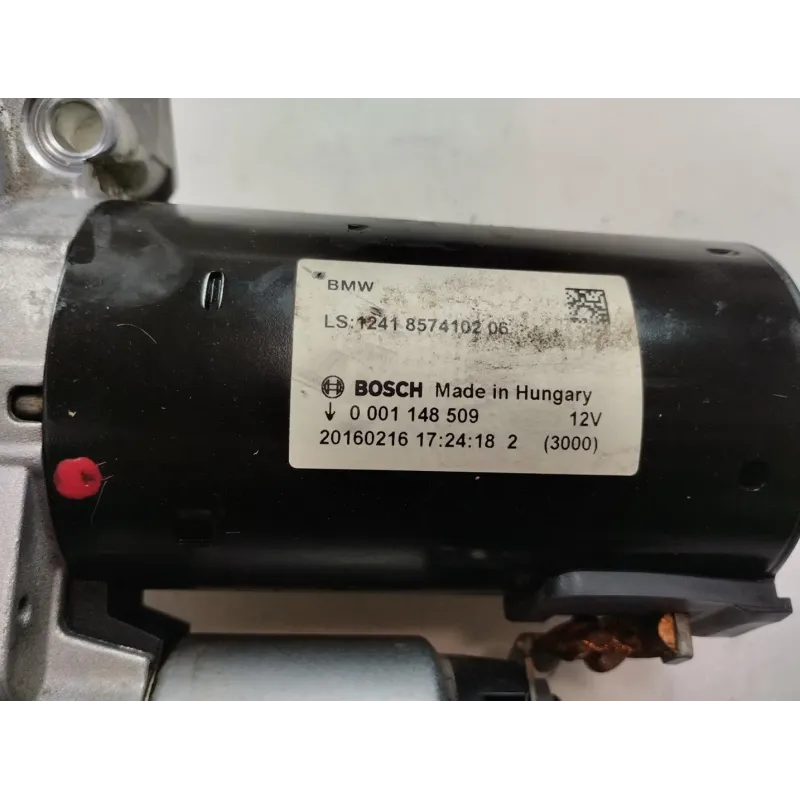 BMW
LS:1241 8574102 06
BOSCH Made in Hungary
↓ 0 001 148 509 12V
20160216 17:24:18 2 (3000)